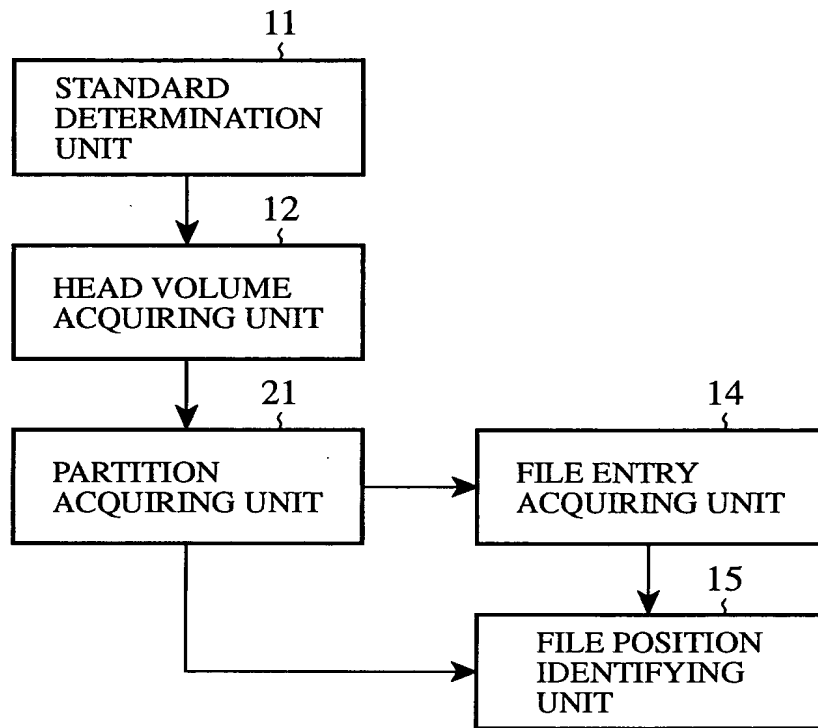 11
STANDARD
DETERMINATION
UNIT
12
HEAD VOLUME
ACQUIRING UNIT
21
PARTITION
ACQUIRING UNIT
14
FILE ENTRY
ACQUIRING UNIT
15
FILE POSITION
IDENTIFYING
UNIT